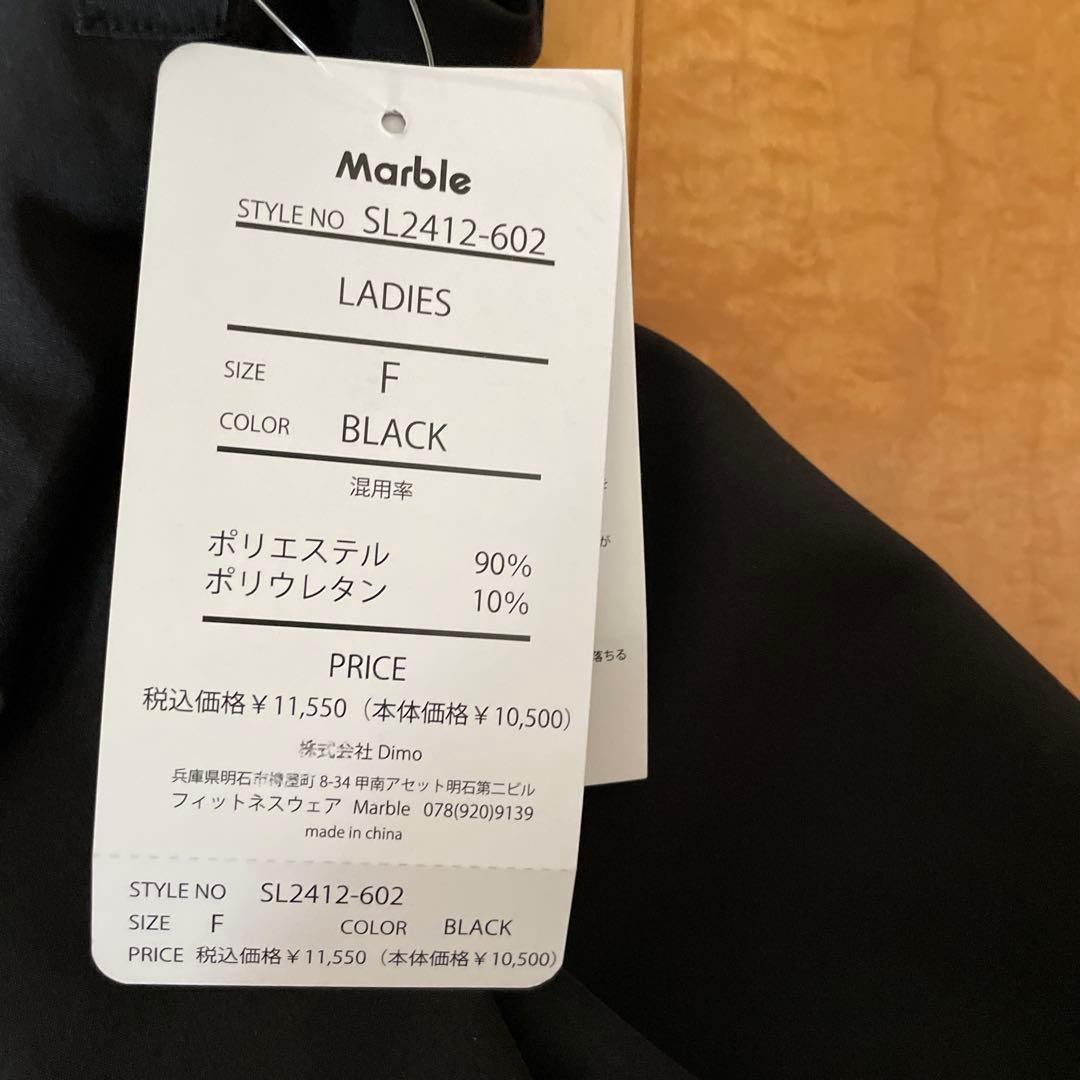 Marble
STYLE NO SL2412-602
LADIES
SIZE F
COLOR BLACK
混用率
ポリエステル 90%
ポリウレタン 10%
PRICE
税込価格￥11,550（本体価格￥10,500）
株式会社 Dimo
兵庫県明石市樽屋町 8-34 甲南アセット明石第二ビル
フィットネスウェア Marble 078(920)9139
made in china
STYLE NO SL2412-602
SIZE F COLOR BLACK
PRICE 税込価格￥11,550（本体価格￥10,500）
が
落ちる